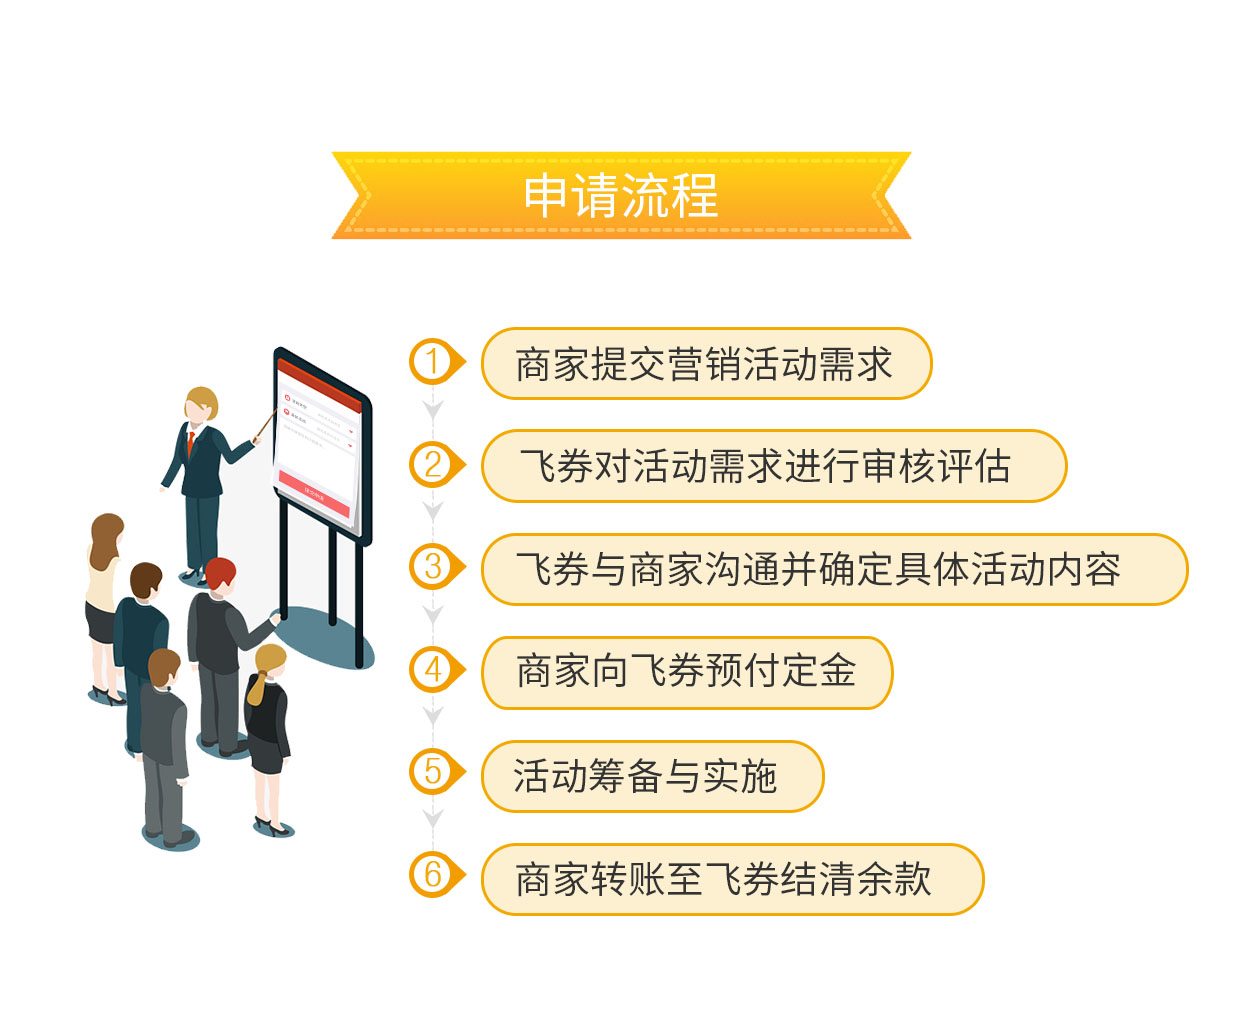 申请流程
1 商家提交营销活动需求
2 飞券对活动需求进行审核评估
3 飞券与商家沟通并确定具体活动内容
4 商家向飞券预付定金
5 活动筹备与实施
6 商家转账至飞券结清余款